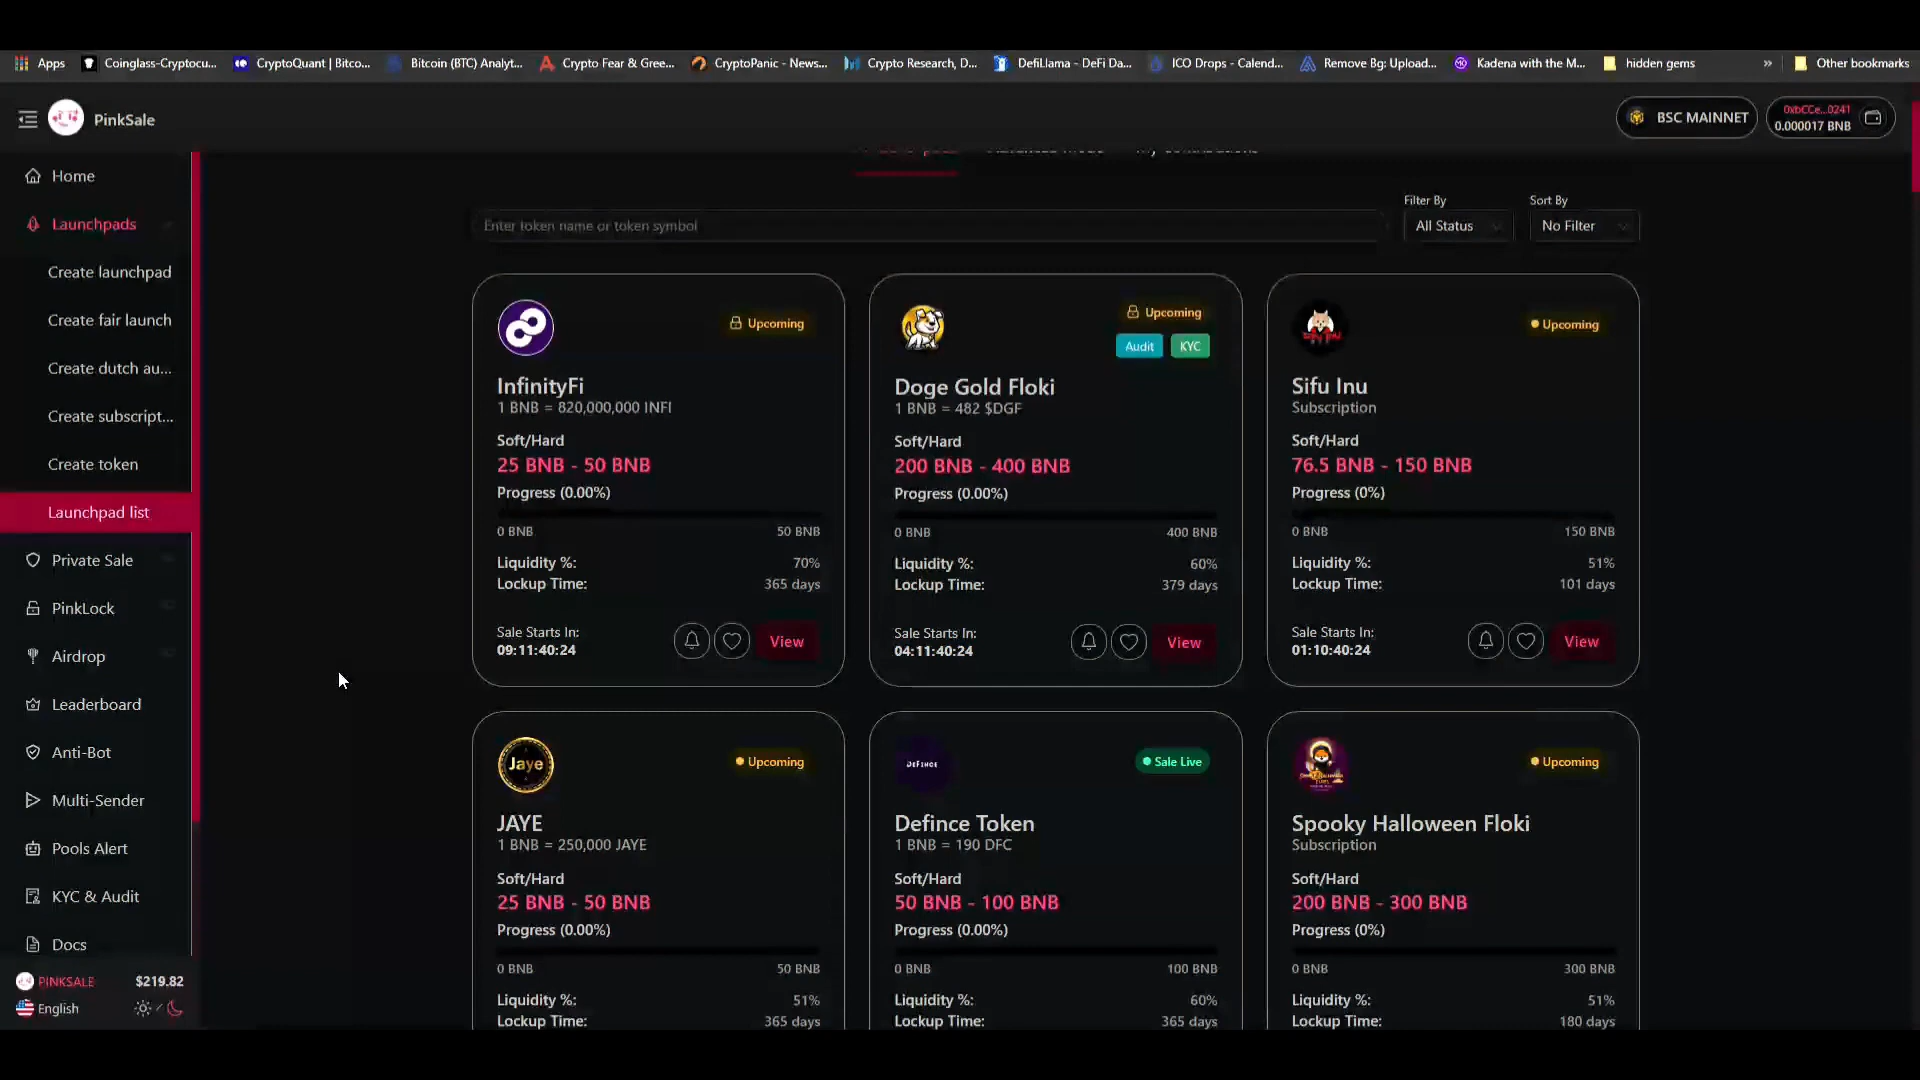 Apps
Coinglass-Cryptocu...
CryptoQuant | Bitco...
Bitcoin (BTC) Analyt...
Crypto Fear & Gree...
CryptoPanic - News...
Crypto Research, D...
DefiLlama - DeFi Da...
ICO Drops - Calend...
Remove Bg: Upload...
Kadena with the M...
hidden gems
»
Other bookmarks
PinkSale
BSC MAINNET
0xbCCe...0241
0.000017 BNB
Home
Launchpads
Create launchpad
Create fair launch
Create dutch au...
Create subscript...
Create token
Launchpad list
Private Sale
PinkLock
Airdrop
Leaderboard
Anti-Bot
Multi-Sender
Pools Alert
KYC & Audit
Docs
PINKSALE $219.82
English
Enter token name or token symbol
Filter By
All Status
Sort By
No Filter
Upcoming
InfinityFi
1 BNB = 820,000,000 INFI
Soft/Hard
25 BNB - 50 BNB
Progress (0.00%)
0 BNB 50 BNB
Liquidity %: 70%
Lockup Time: 365 days
Sale Starts In:
09:11:40:24
View
Upcoming
Audit KYC
Doge Gold Floki
1 BNB = 482 $DGF
Soft/Hard
200 BNB - 400 BNB
Progress (0.00%)
0 BNB 400 BNB
Liquidity %: 60%
Lockup Time: 379 days
Sale Starts In:
04:11:40:24
View
Upcoming
Sifu Inu
Subscription
Soft/Hard
76.5 BNB - 150 BNB
Progress (0%)
0 BNB 150 BNB
Liquidity %: 51%
Lockup Time: 101 days
Sale Starts In:
01:10:40:24
View
Jaye
Upcoming
JAYE
1 BNB = 250,000 JAYE
Soft/Hard
25 BNB - 50 BNB
Progress (0.00%)
0 BNB 50 BNB
Liquidity %: 51%
Lockup Time: 365 days
DEFINCE
Sale Live
Defince Token
1 BNB = 190 DFC
Soft/Hard
50 BNB - 100 BNB
Progress (0.00%)
0 BNB 100 BNB
Liquidity %: 60%
Lockup Time: 365 days
Upcoming
Spooky Halloween Floki
Subscription
Soft/Hard
200 BNB - 300 BNB
Progress (0%)
0 BNB 300 BNB
Liquidity %: 51%
Lockup Time: 180 days